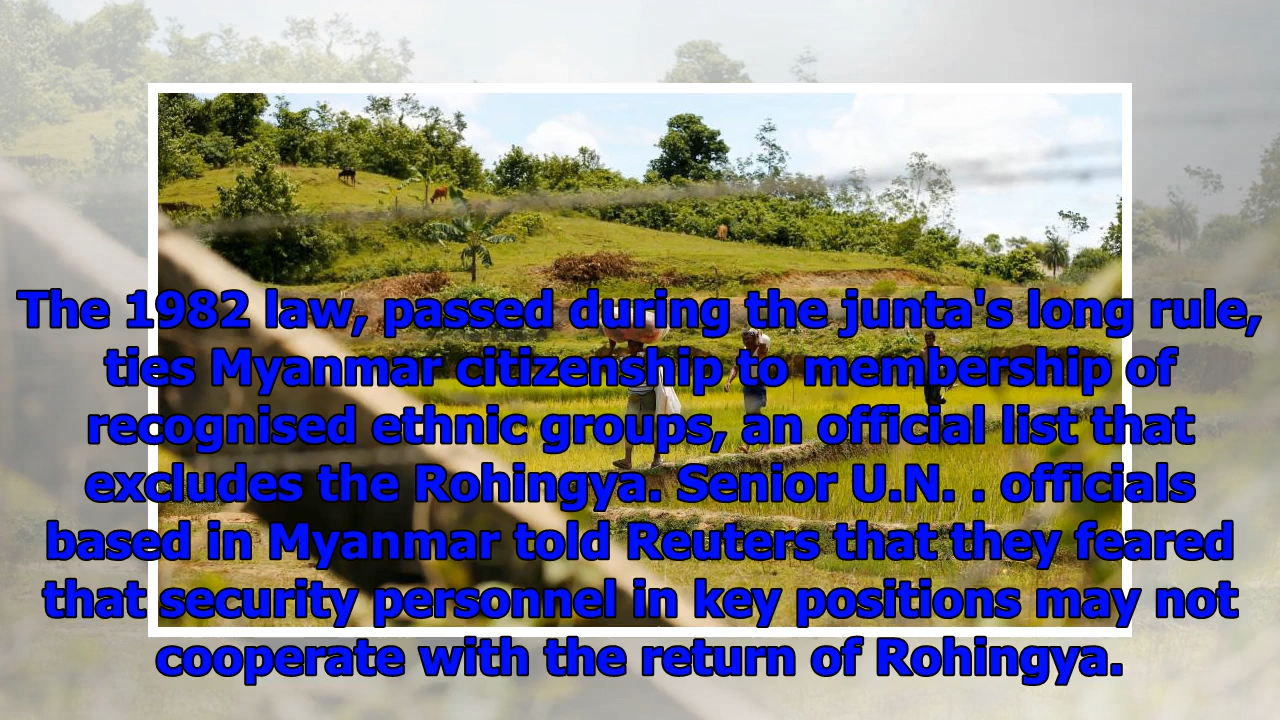 The 1982 law, passed during the junta's long rule,
ties Myanmar citizenship to membership of
recognised ethnic groups, an official list that
excludes the Rohingya. Senior U.N. . officials
based in Myanmar told Reuters that they feared
that security personnel in key positions may not
cooperate with the return of Rohingya.